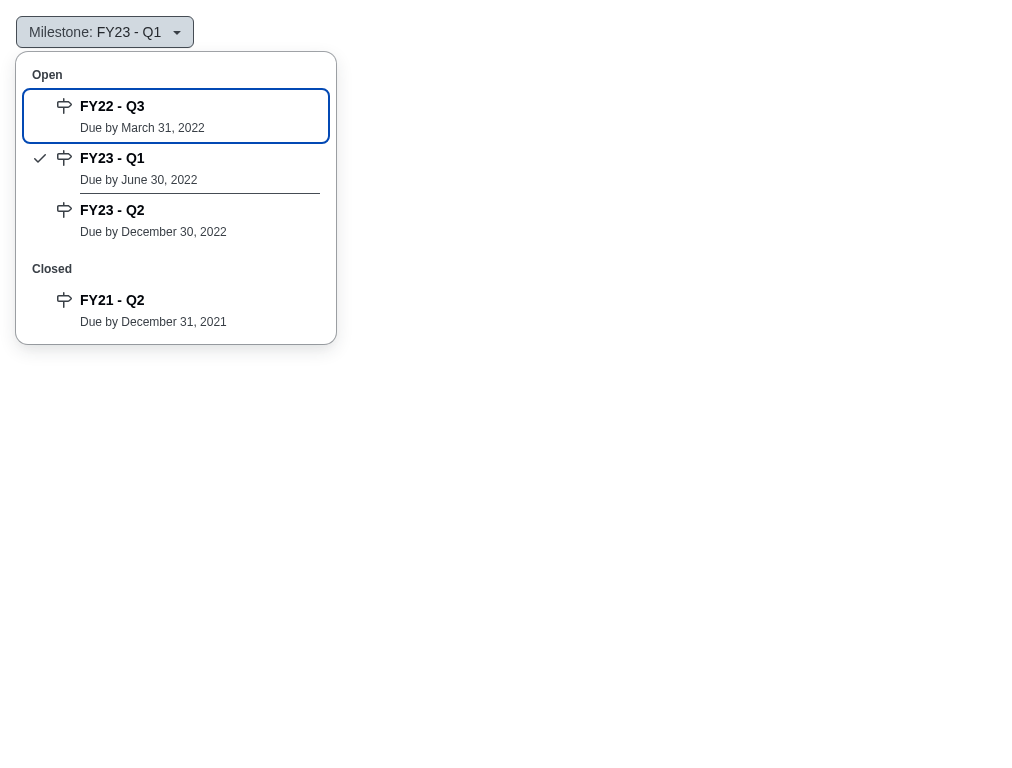 Milestone: FY23 - Q1
Open
FY22 - Q3
Due by March 31, 2022
FY23 - Q1
Due by June 30, 2022
FY23 - Q2
Due by December 30, 2022
Closed
FY21 - Q2
Due by December 31, 2021